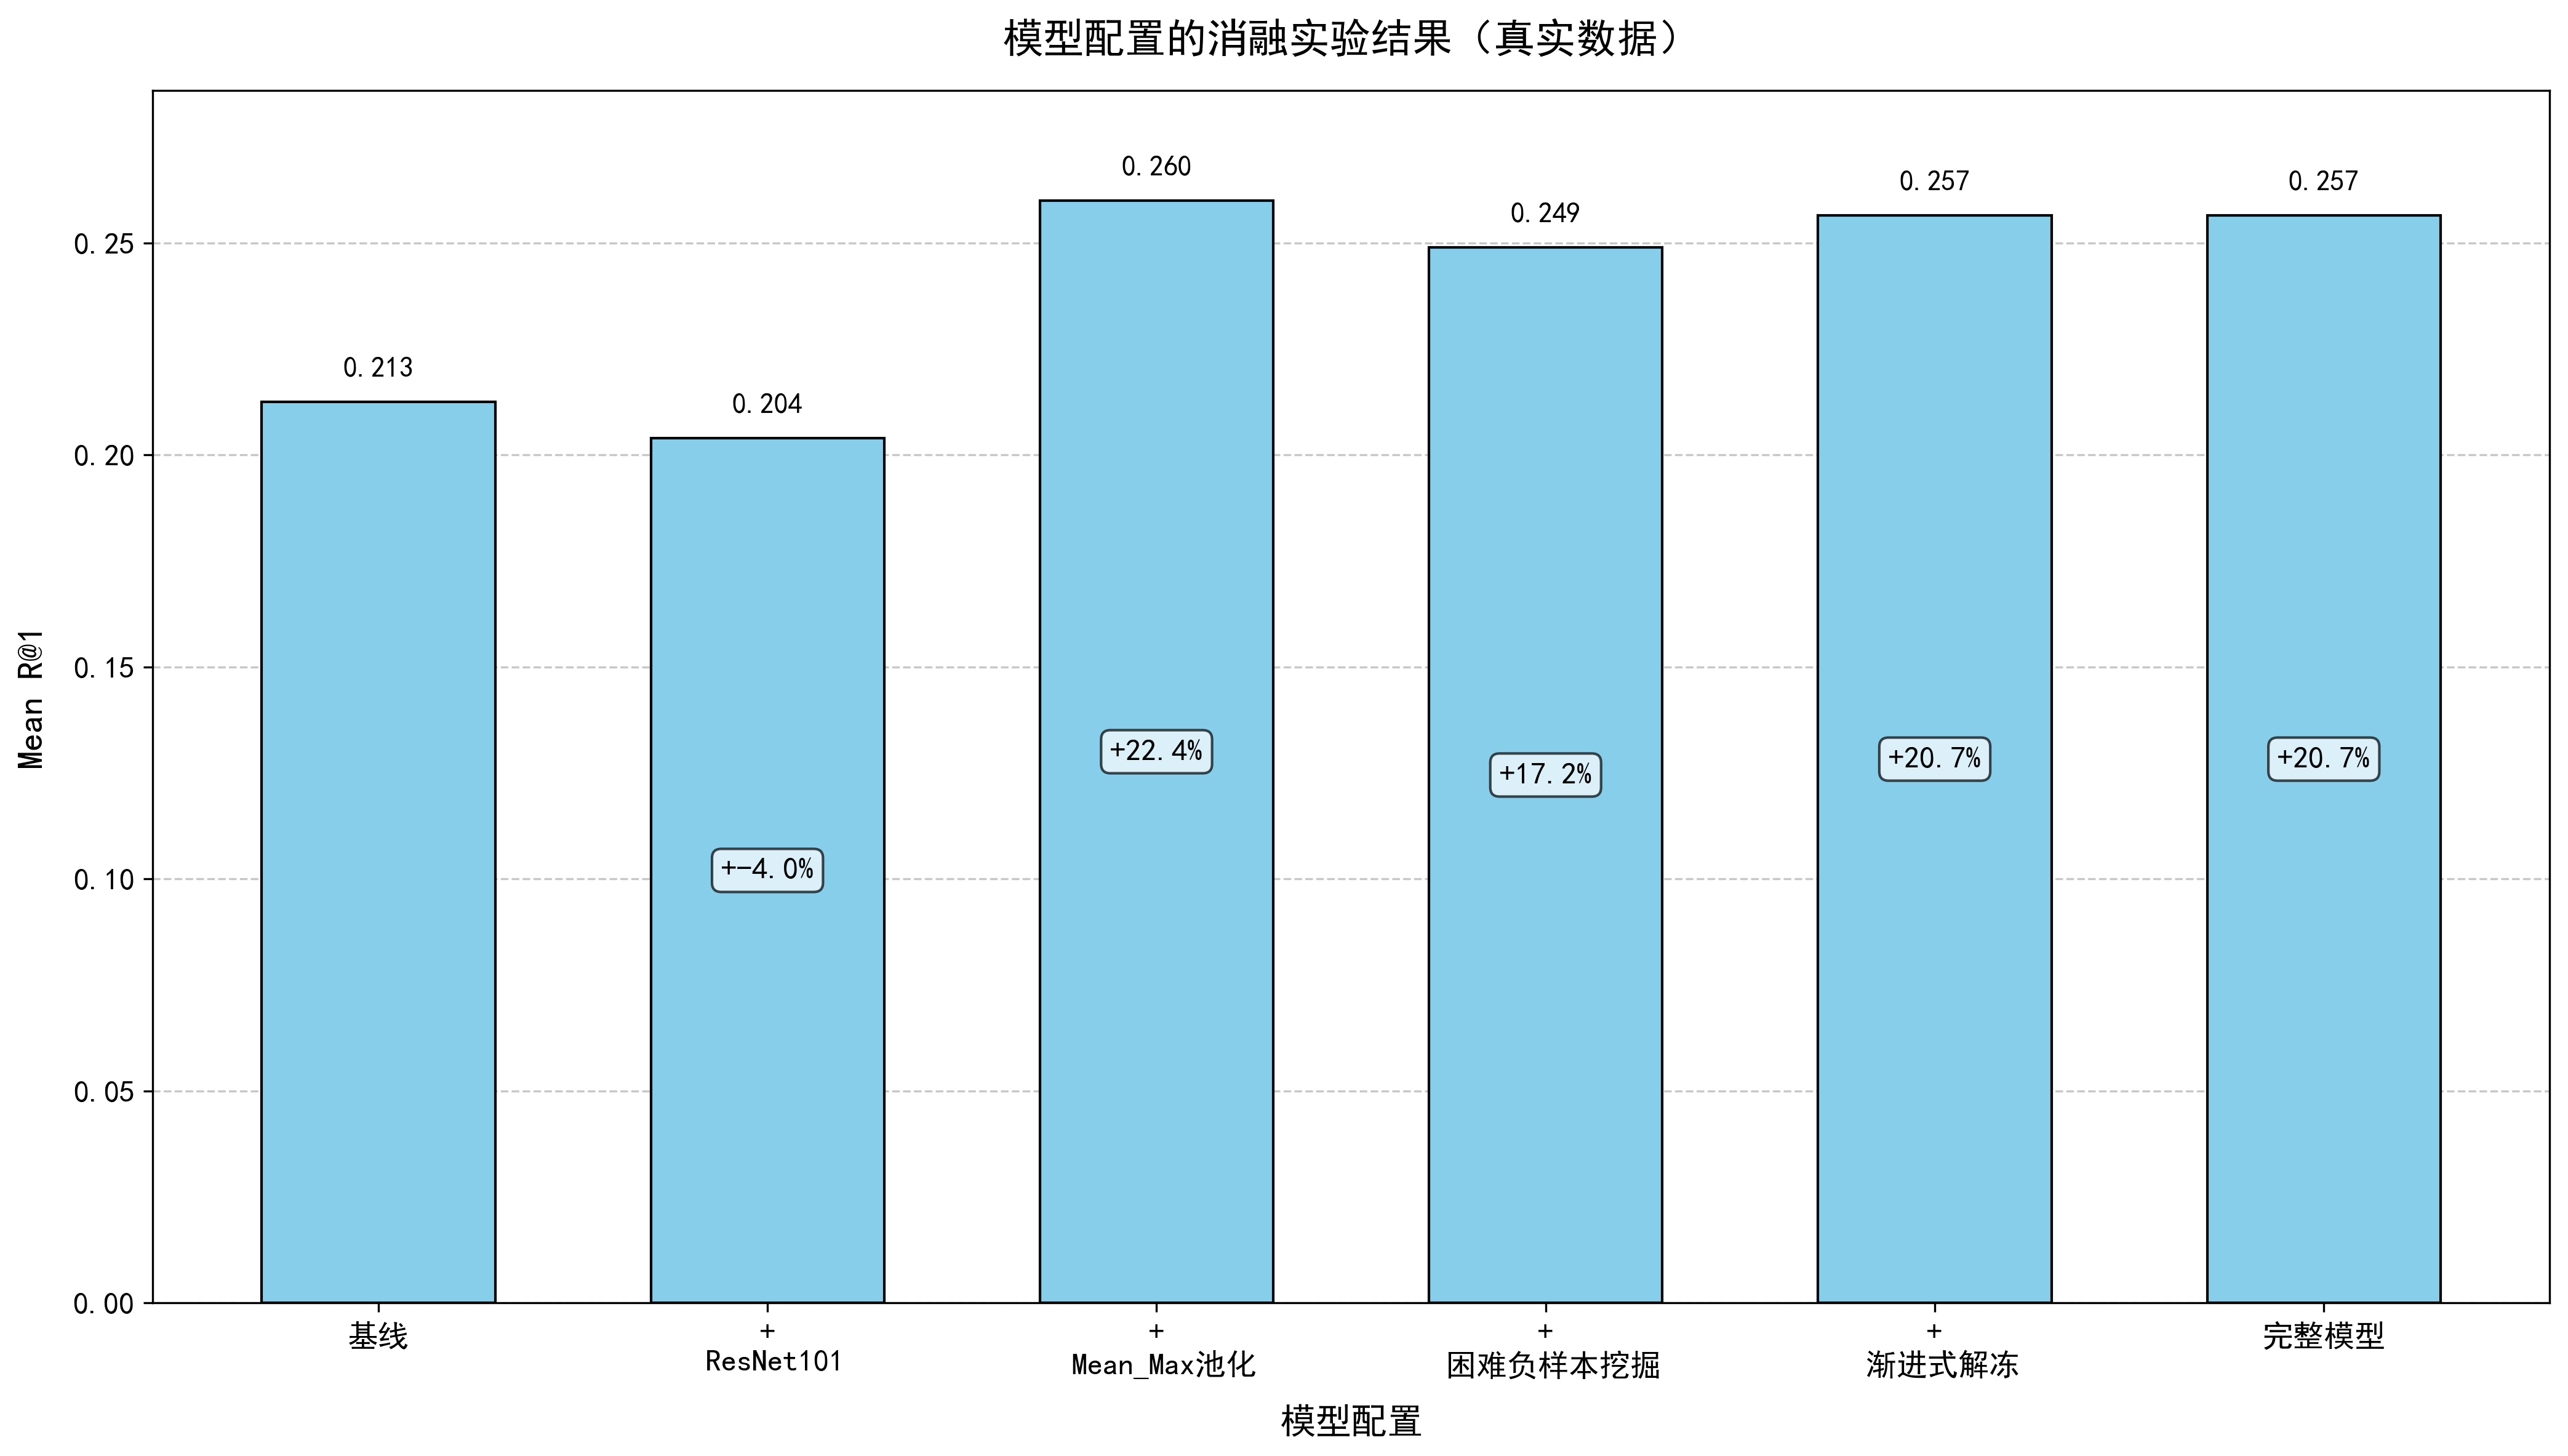 模型配置的消融实验结果（真实数据）
Mean R@1
0.25
0.20
0.15
0.10
0.05
0.00
0.213
0.204
0.260
0.249
0.257
0.257
+−4.0%
+22.4%
+17.2%
+20.7%
+20.7%
基线
+
ResNet101
+
Mean_Max池化
+
困难负样本挖掘
+
渐进式解冻
完整模型
模型配置